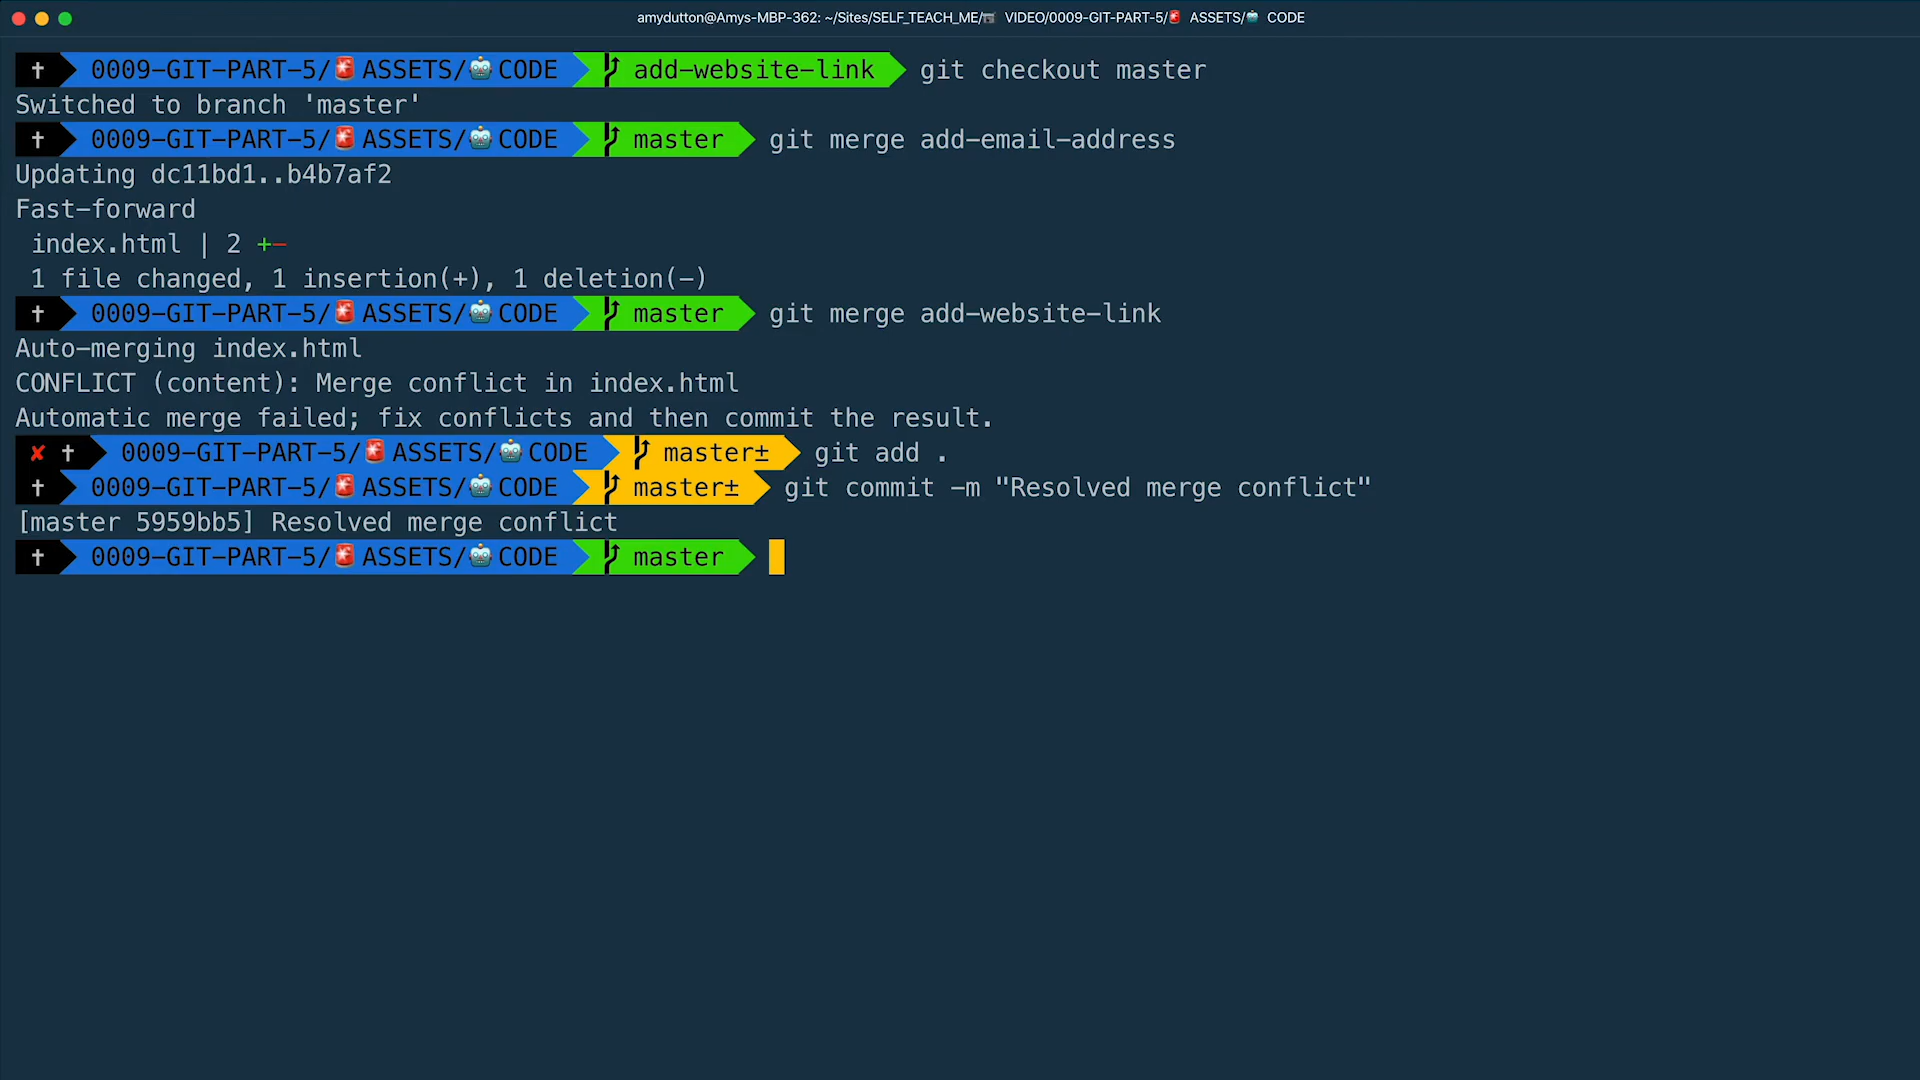 amydutton@Amys-MBP-362: ~/Sites/SELF_TEACH_ME/🎥 VIDEO/0009-GIT-PART-5/🚨 ASSETS/🤖 CODE
✝ 0009-GIT-PART-5/🚨ASSETS/🤖CODE add-website-link git checkout master
Switched to branch 'master'
✝ 0009-GIT-PART-5/🚨ASSETS/🤖CODE master git merge add-email-address
Updating dc11bd1..b4b7af2
Fast-forward
index.html | 2 +-
1 file changed, 1 insertion(+), 1 deletion(-)
✝ 0009-GIT-PART-5/🚨ASSETS/🤖CODE master git merge add-website-link
Auto-merging index.html
CONFLICT (content): Merge conflict in index.html
Automatic merge failed; fix conflicts and then commit the result.
✘ ✝ 0009-GIT-PART-5/🚨ASSETS/🤖CODE master± git add .
✝ 0009-GIT-PART-5/🚨ASSETS/🤖CODE master± git commit -m "Resolved merge conflict"
[master 5959bb5] Resolved merge conflict
✝ 0009-GIT-PART-5/🚨ASSETS/🤖CODE master